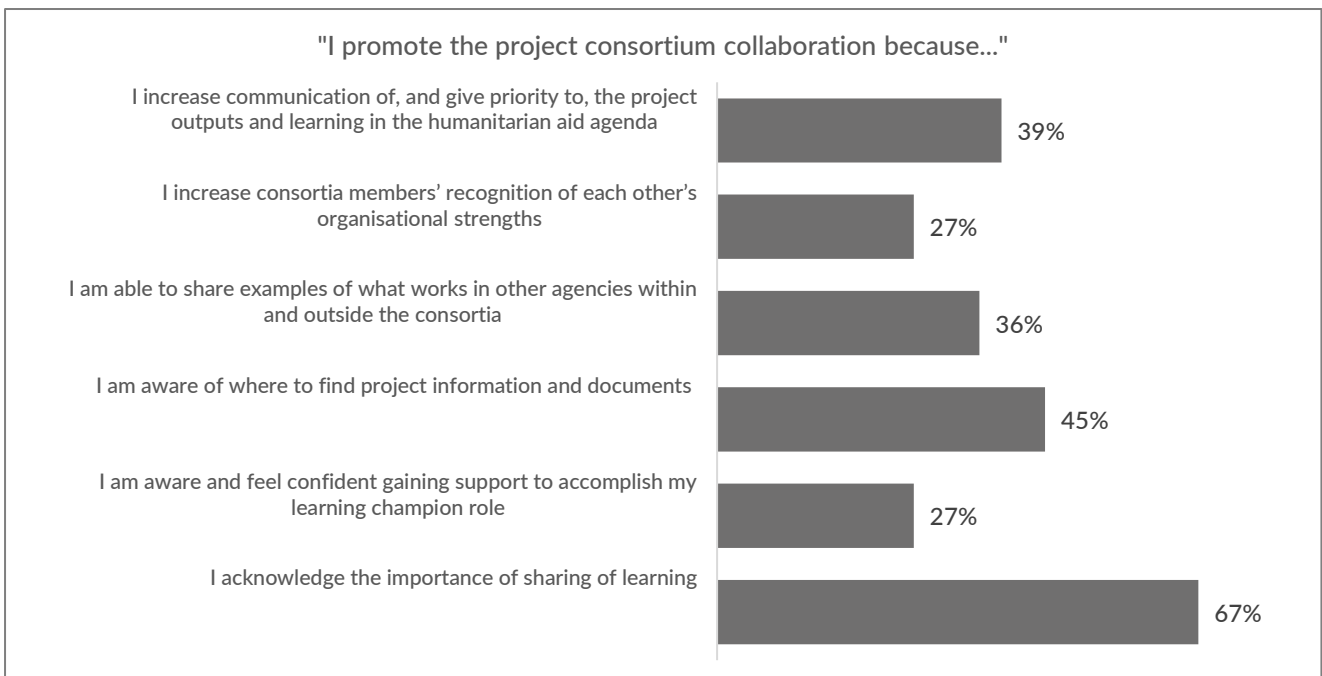 "I promote the project consortium collaboration because..."
I increase communication of, and give priority to, the project
outputs and learning in the humanitarian aid agenda
39%
I increase consortia members’ recognition of each other’s
organisational strengths
27%
I am able to share examples of what works in other agencies within
and outside the consortia
36%
I am aware of where to find project information and documents
45%
I am aware and feel confident gaining support to accomplish my
learning champion role
27%
I acknowledge the importance of sharing of learning
67%